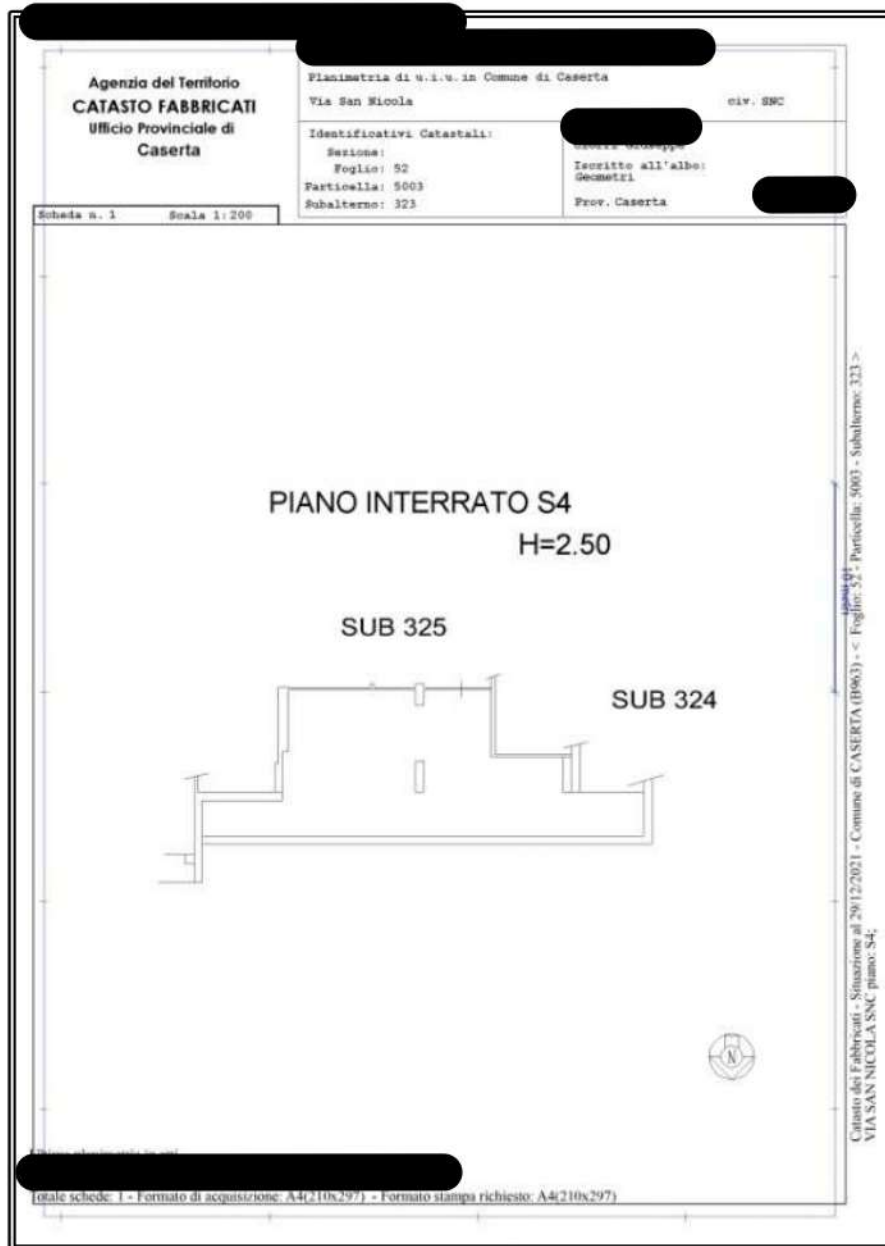 Agenzia del Territorio
CATASTO FABBRICATI
Ufficio Provinciale di
Caserta
Planimetria di u.i.u. in Comune di Caserta
Via San Nicola civ. SNC
Identificativi Catastali:
Sezione:
Foglio: 52
Particella: 5003
Subalterno: 323
Iscritto all'albo:
Geometri
Prov. Caserta
Scheda n. 1 Scala 1:200
PIANO INTERRATO S4
H=2.50
SUB 325
SUB 324
N
10 metri
Catasto dei Fabbricati - Situazione al 29/12/2021 - Comune di CASERTA (B963) - < Foglio: 52 - Particella: 5003 - Subalterno: 323 >
VIA SAN NICOLA SNC piano: S4;
Totale schede: 1 - Formato di acquisizione: A4(210x297) - Formato stampa richiesto: A4(210x297)